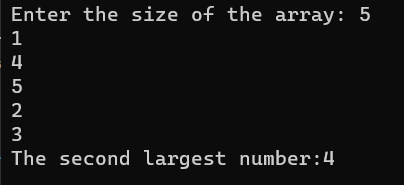 Enter the size of the array: 5
1
4
5
2
3
The second largest number:4